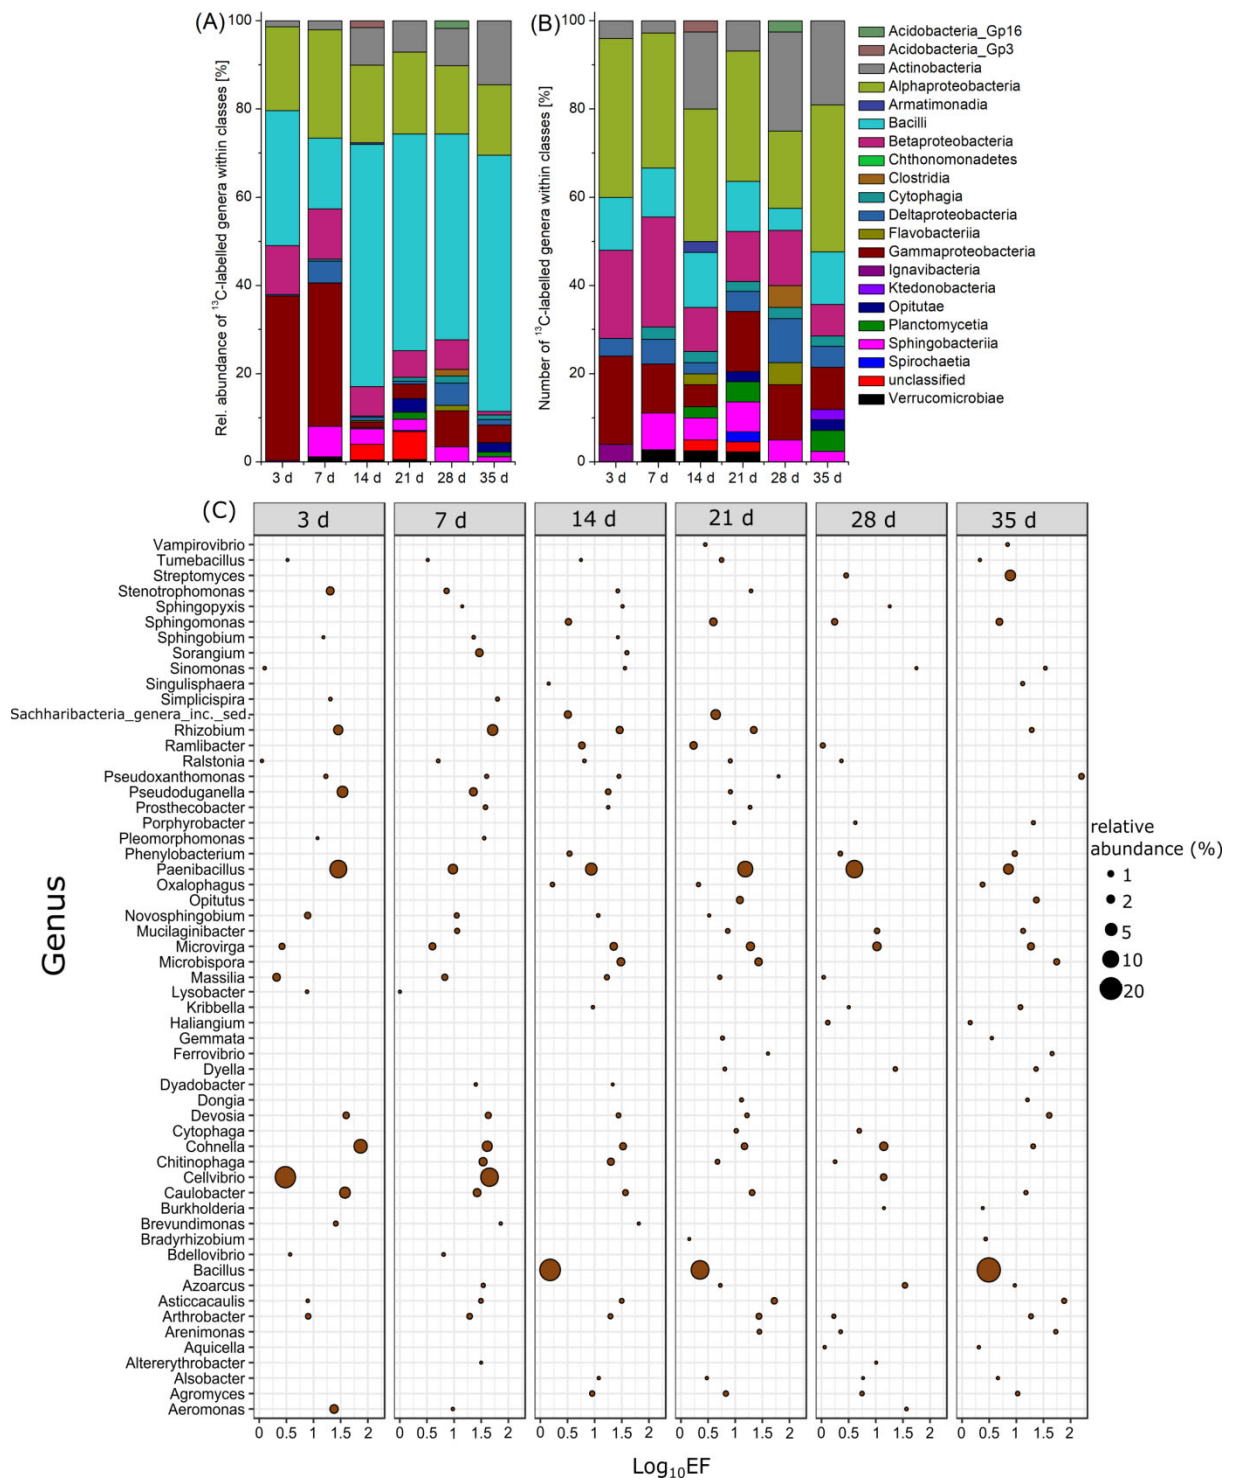 (A)
Rel. abundance of ¹³C-labelled genera within classes [%]
100
80
60
40
20
0
3 d 7 d 14 d 21 d 28 d 35 d
(B)
Number of ¹³C-labelled genera within classes [%]
100
80
60
40
20
0
3 d 7 d 14 d 21 d 28 d 35 d
Acidobacteria_Gp16
Acidobacteria_Gp3
Actinobacteria
Alphaproteobacteria
Armatimonadia
Bacilli
Betaproteobacteria
Chthonomonadetes
Clostridia
Cytophagia
Deltaproteobacteria
Flavobacteriia
Gammaproteobacteria
Ignavibacteria
Ktedonobacteria
Opitutae
Planctomycetia
Sphingobacteriia
Spirochaetia
unclassified
Verrucomicrobiae
(C)
3 d 7 d 14 d 21 d 28 d 35 d
Genus
Vampirovibrio
Tumebacillus
Streptomyces
Stenotrophomonas
Sphingopyxis
Sphingomonas
Sphingobium
Sorangium
Sinomonas
Singulisphaera
Simplicispira
Sachharibacteria_genera_inc._sed.
Rhizobium
Ramlibacter
Ralstonia
Pseudoxanthomonas
Pseudoduganella
Prosthecobacter
Porphyrobacter
Pleomorphomonas
Phenylobacterium
Paenibacillus
Oxalophagus
Opitutus
Novosphingobium
Mucilaginibacter
Microvirga
Microbispora
Massilia
Lysobacter
Kribbella
Haliangium
Gemmata
Ferrovibrio
Dyella
Dyadobacter
Dongia
Devosia
Cytophaga
Cohnella
Chitinophaga
Cellvibrio
Caulobacter
Burkholderia
Brevundimonas
Bradyrhizobium
Bdellovibrio
Bacillus
Azoarcus
Asticcacaulis
Arthrobacter
Arenimonas
Aquicella
Altererythrobacter
Alsobacter
Agromyces
Aeromonas
0 0.5 1 1.5 2 0 0.5 1 1.5 2 0 0.5 1 1.5 2 0 0.5 1 1.5 2 0 0.5 1 1.5 2 0 0.5 1 1.5 2
Log₁₀EF
relative
abundance (%)
1
2
5
10
20